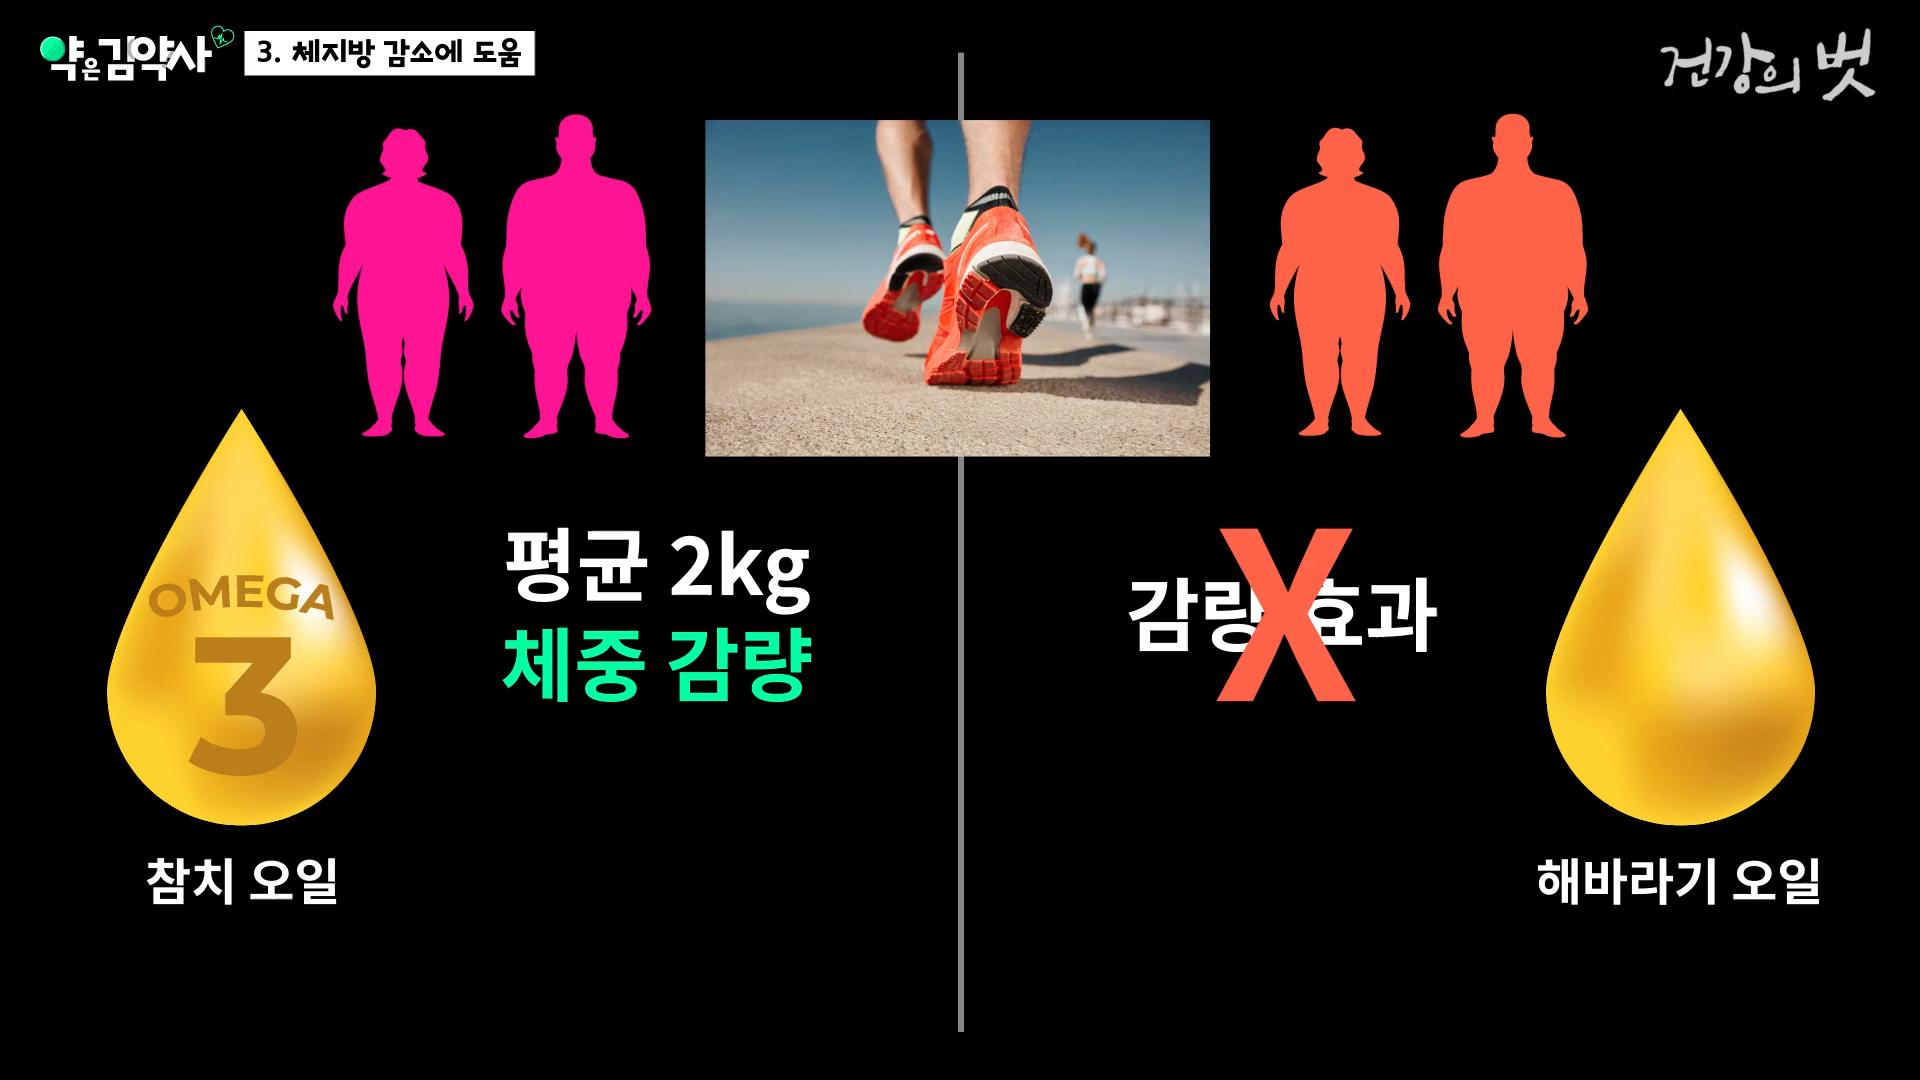 약은 김약사
3. 체지방 감소에 도움
건강의 벗
평균 2kg
체중 감량
감량 효과
X
OMEGA
3
참치 오일
해바라기 오일